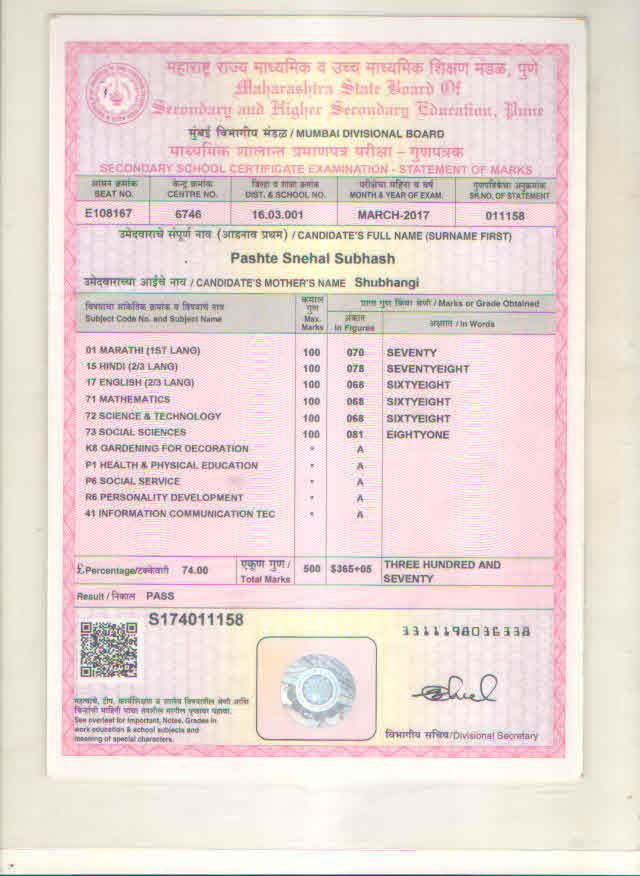 महाराष्ट्र राज्य माध्यमिक व उच्च माध्यमिक शिक्षण मंडळ, पुणे
Maharashtra State Board Of
Secondary and Higher Secondary Education, Pune
मुंबई विभागीय मंडळ / MUMBAI DIVISIONAL BOARD
माध्यमिक शालान्त प्रमाणपत्र परीक्षा – गुणपत्रक
SECONDARY SCHOOL CERTIFICATE EXAMINATION - STATEMENT OF MARKS
आसन क्रमांक केन्द्र क्रमांक जिल्हा व शाळा क्रमांक परीक्षेचा महिना व वर्ष गुणपत्रिकेचा अनुक्रमांक
SEAT NO. CENTRE NO. DIST. & SCHOOL NO. MONTH & YEAR OF EXAM. SR.NO. OF STATEMENT
E108167 6746 16.03.001 MARCH-2017 011158
उमेदवाराचे संपूर्ण नाव (आडनाव प्रथम) / CANDIDATE'S FULL NAME (SURNAME FIRST)
Pashte Snehal Subhash
उमेदवाराच्या आईचे नाव / CANDIDATE'S MOTHER'S NAME Shubhangi
विषयाचा सांकेतिक क्रमांक व विषयाचे नाव
Subject Code No. and Subject Name
कमाल
गुण
Max.
Marks
प्राप्त गुण किंवा श्रेणी / Marks or Grade Obtained
अंकात
In Figures
अक्षरात / In Words
01 MARATHI (1ST LANG) 100 070 SEVENTY
15 HINDI (2/3 LANG) 100 078 SEVENTYEIGHT
17 ENGLISH (2/3 LANG) 100 068 SIXTYEIGHT
71 MATHEMATICS 100 068 SIXTYEIGHT
72 SCIENCE & TECHNOLOGY 100 068 SIXTYEIGHT
73 SOCIAL SCIENCES 100 081 EIGHTYONE
K8 GARDENING FOR DECORATION * A
P1 HEALTH & PHYSICAL EDUCATION * A
P6 SOCIAL SERVICE * A
R6 PERSONALITY DEVELOPMENT * A
41 INFORMATION COMMUNICATION TEC * A
£ Percentage/टक्केवारी 74.00 एकूण गुण / Total Marks 500 $365+05 THREE HUNDRED AND SEVENTY
Result / निकाल PASS
S174011158
3311198036338
महत्वाचे, टीप, कार्यशिक्षण व शालेय विषयातील श्रेणी आणि
चिन्हांची माहिती यांचा तपशील मागील पृष्ठावर पहावा.
See overleaf for Important, Notes, Grades in
work education & school subjects and
meaning of special characters.
विभागीय सचिव/Divisional Secretary